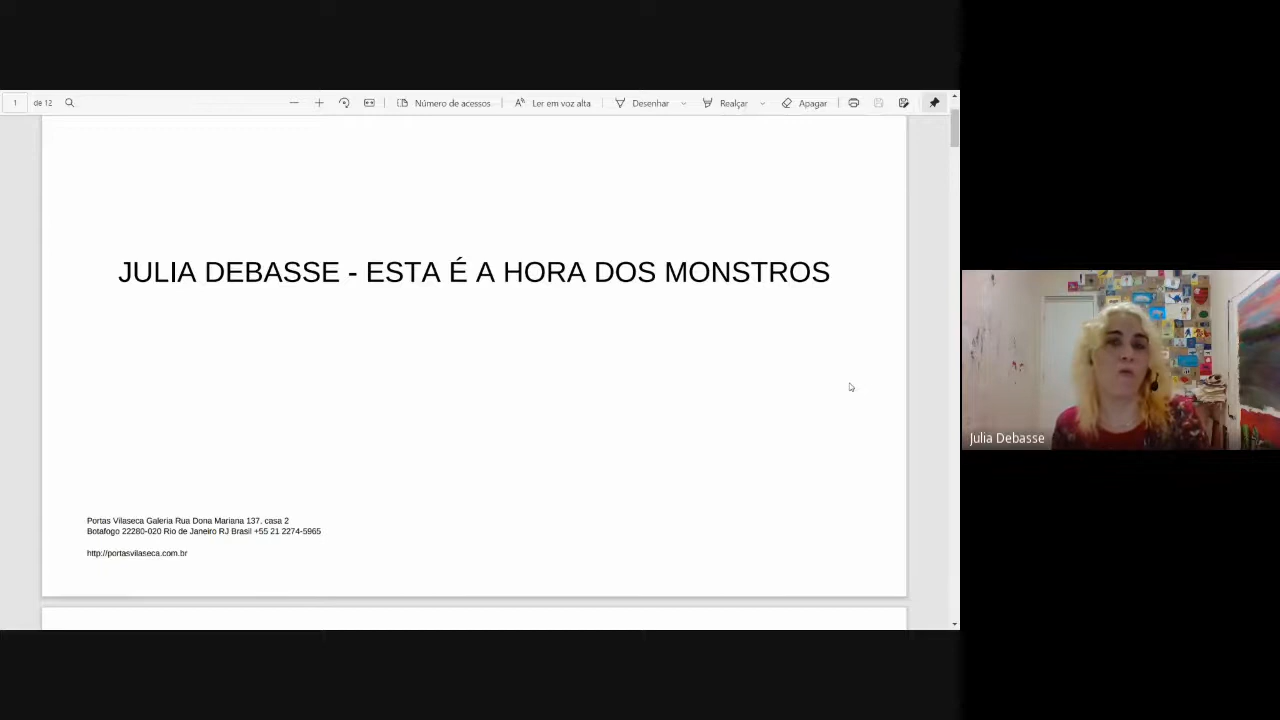 1 de 12 Número de acessos Ler em voz alta Desenhar Realçar Apagar
JULIA DEBASSE - ESTA É A HORA DOS MONSTROS
Portas Vilaseca Galeria Rua Dona Mariana 137, casa 2
Botafogo 22280-020 Rio de Janeiro RJ Brasil +55 21 2274-5965
http://portasvilaseca.com.br
Julia Debasse